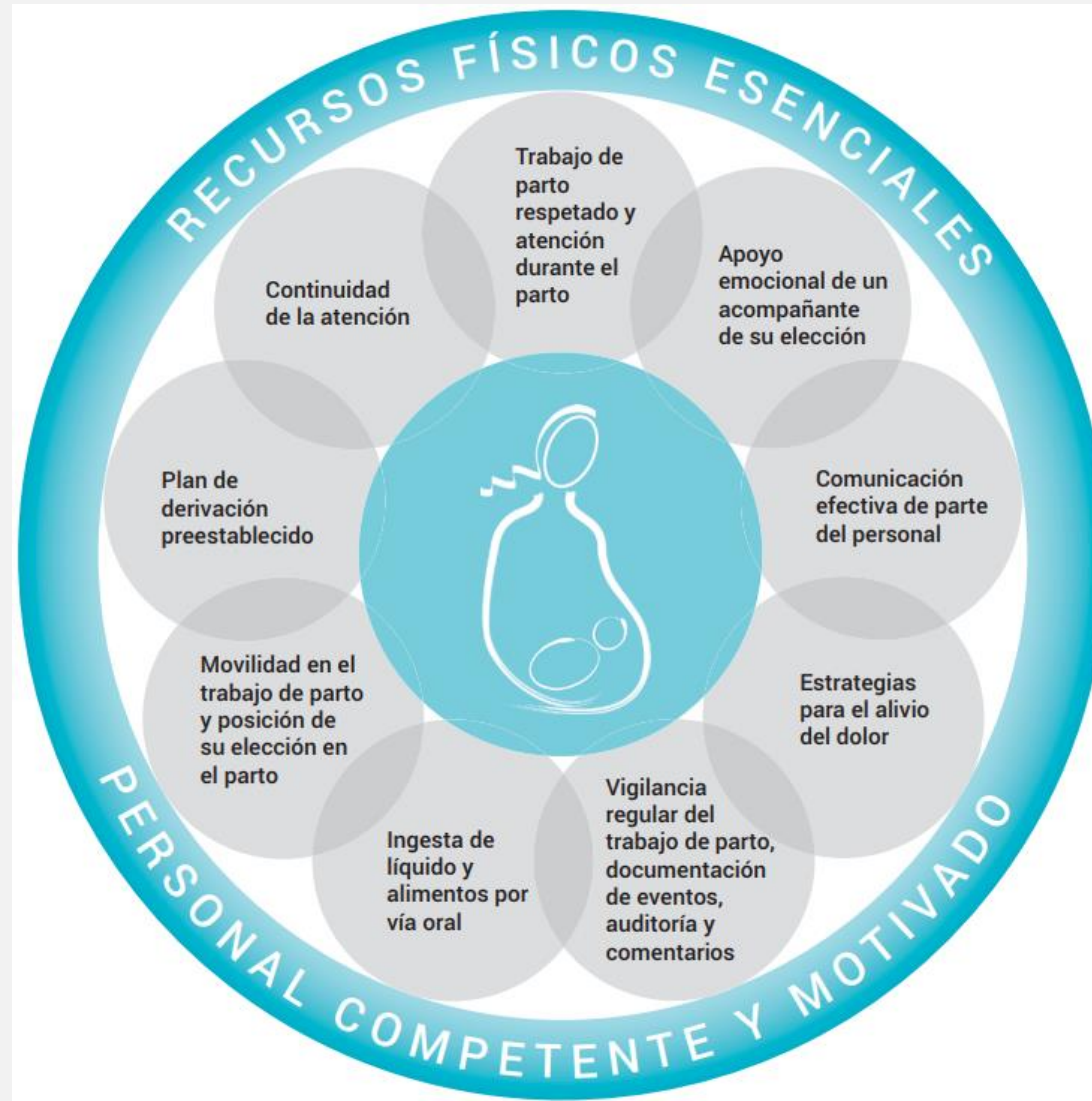 RECURSOS FÍSICOS ESENCIALES
Trabajo de
parto
respetado y
atención
durante el
parto
Apoyo
emocional de un
acompañante
de su elección
Comunicación
efectiva de parte
del personal
Estrategias
para el alivio
del dolor
Vigilancia
regular del
trabajo de parto,
documentación
de eventos,
auditoría y
comentarios
Ingesta de
líquido y
alimentos por
vía oral
Movilidad en el
trabajo de parto
y posición de
su elección en
el parto
Plan de
derivación
preestablecido
Continuidad
de la atención
PERSONAL COMPETENTE Y MOTIVADO